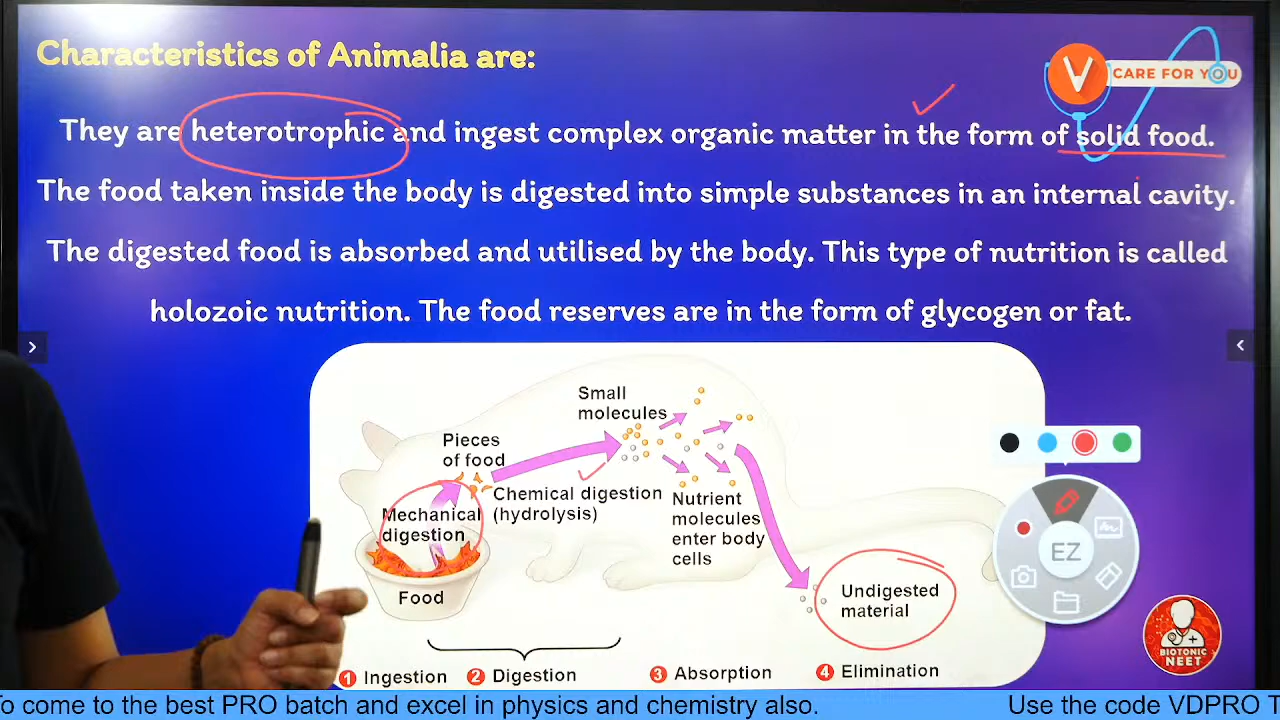 Characteristics of Animalia are:
V CARE FOR YOU
They are heterotrophic and ingest complex organic matter in the form of solid food.
The food taken inside the body is digested into simple substances in an internal cavity.
The digested food is absorbed and utilised by the body. This type of nutrition is called
holozoic nutrition. The food reserves are in the form of glycogen or fat.
Small
molecules
Pieces
of food
Chemical digestion
(hydrolysis)
Mechanical
digestion
Nutrient
molecules
enter body
cells
Food
Undigested
material
1 Ingestion 2 Digestion 3 Absorption 4 Elimination
EZ
BIOTONIC
NEET
To come to the best PRO batch and excel in physics and chemistry also. Use the code VDPRO T